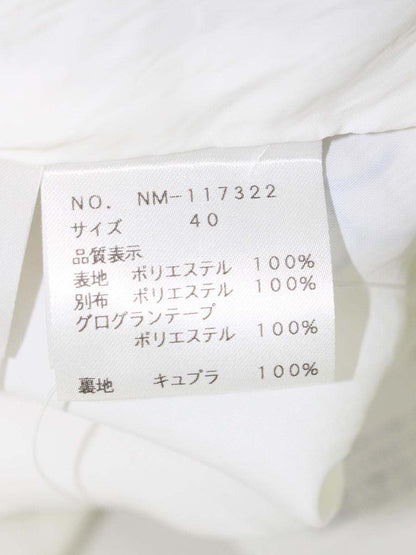 NO. NM-117322
サイズ 40
品質表示
表地 ポリエステル 100%
別布 ポリエステル 100%
グログランテープ
ポリエステル 100%
裏地 キュプラ 100%